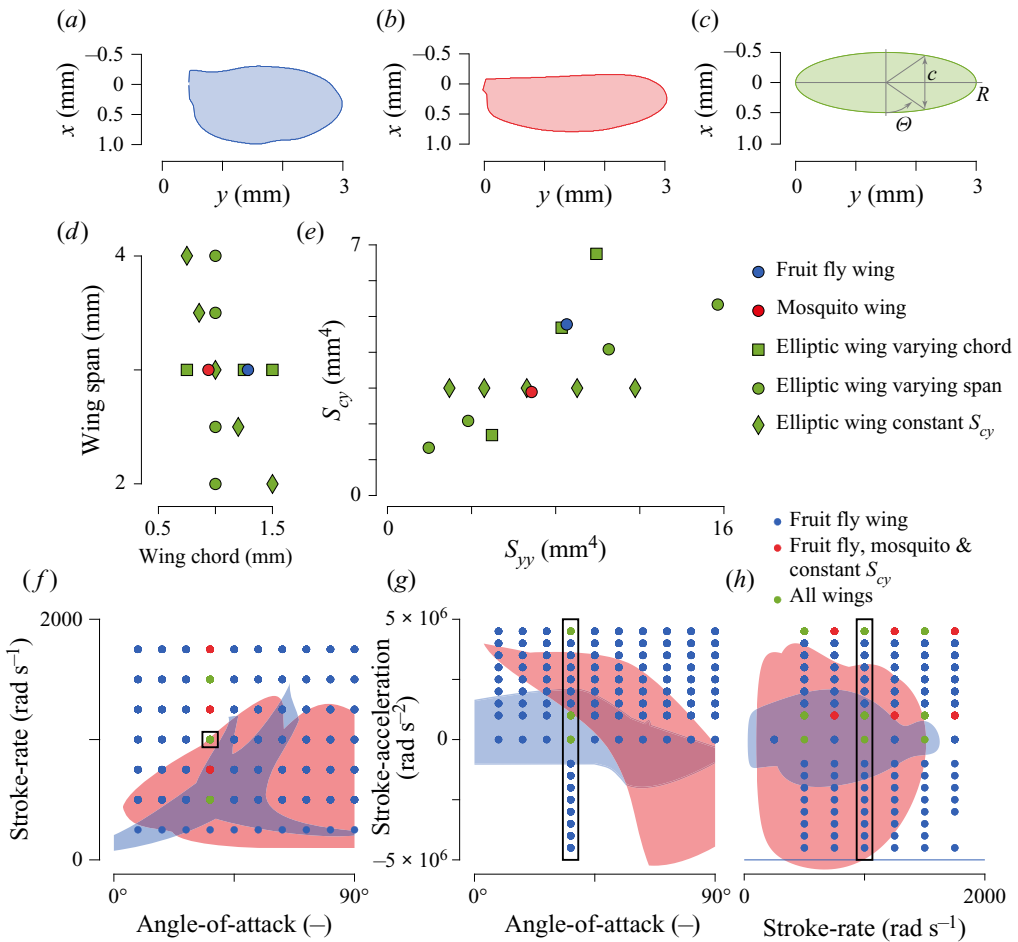 (a)
(b)
(c)
x (mm)
–0.5
0
0.5
1.0
0
3
y (mm)
x (mm)
–0.5
0
0.5
1.0
0
3
y (mm)
x (mm)
–0.5
0
0.5
1.0
c
R
Θ
0
3
y (mm)
(d)
Wing span (mm)
4
2
0.5
1.5
Wing chord (mm)
(e)
S_cy (mm⁴)
7
0
0
16
S_yy (mm⁴)
Fruit fly wing
Mosquito wing
Elliptic wing varying chord
Elliptic wing varying span
Elliptic wing constant S_cy
Fruit fly wing
Fruit fly, mosquito &
constant S_cy
All wings
(f)
Stroke-rate (rad s⁻¹)
2000
0
0°
90°
Angle-of-attack (–)
(g)
Stroke-acceleration
(rad s⁻²)
5 × 10⁶
0
–5 × 10⁶
0°
90°
Angle-of-attack (–)
(h)
0
2000
Stroke-rate (rad s⁻¹)